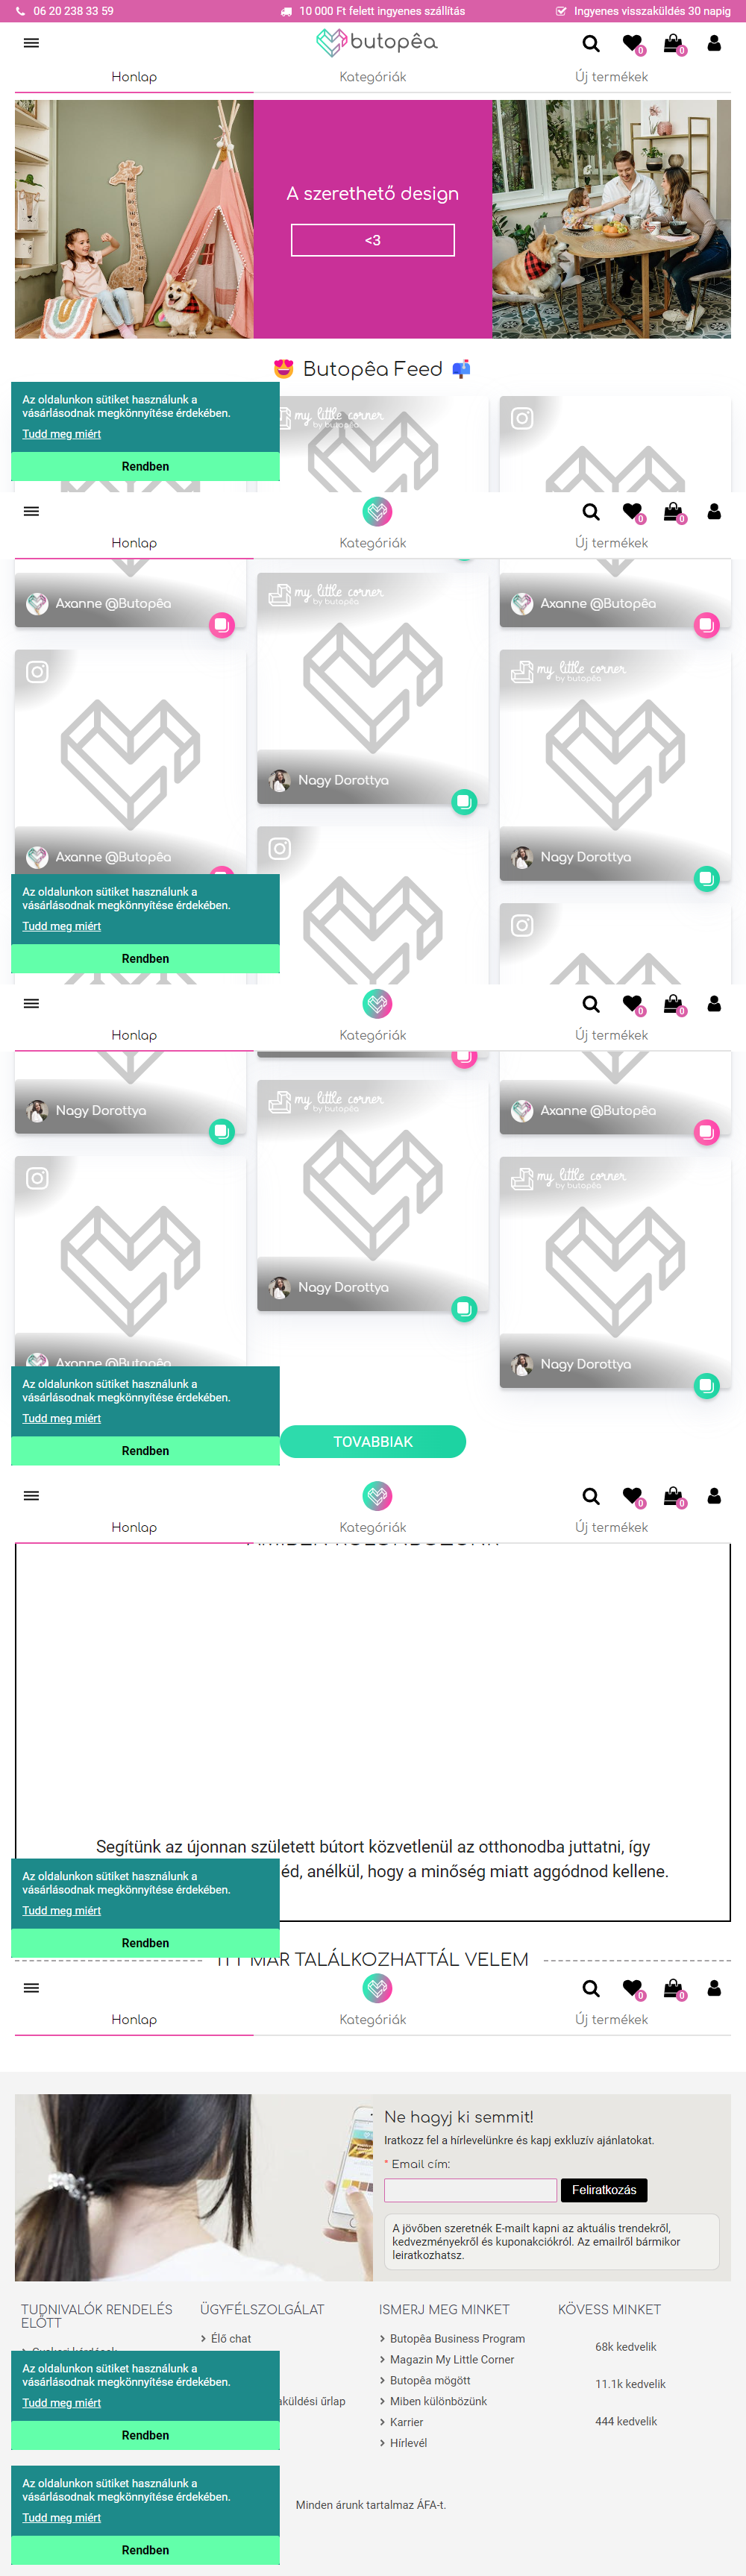 06 20 238 33 59
10 000 Ft felett ingyenes szállítás
Ingyenes visszaküldés 30 napig
butopêa
0
0
Honlap
Kategóriák
Új termékek
A szerethető design
<3
Butopêa Feed
Az oldalunkon sütiket használunk a
vásárlásodnak megkönnyítése érdekében.
Tudd meg miért
Rendben
my little corner
by butopêa
0
0
Honlap
Kategóriák
Új termékek
Axanne @Butopêa
my little corner
by butopêa
Axanne @Butopêa
my little corner
by butopêa
Nagy Dorottya
Axanne @Butopêa
Nagy Dorottya
Az oldalunkon sütiket használunk a
vásárlásodnak megkönnyítése érdekében.
Tudd meg miért
Rendben
0
0
Honlap
Kategóriák
Új termékek
Nagy Dorottya
my little corner
by butopêa
Axanne @Butopêa
my little corner
by butopêa
Nagy Dorottya
Axanne @Butopêa
Nagy Dorottya
Az oldalunkon sütiket használunk a
vásárlásodnak megkönnyítése érdekében.
Tudd meg miért
Rendben
TOVABBIAK
0
0
Honlap
Kategóriák
Új termékek
Segítünk az újonnan született bútort közvetlenül az otthonodba juttatni, így
anélkül, hogy a minőség miatt aggódnod kellene.
Az oldalunkon sütiket használunk a
vásárlásodnak megkönnyítése érdekében.
Tudd meg miért
Rendben
ITT MÁR TALÁLKOZHATTÁL VELEM
0
0
Honlap
Kategóriák
Új termékek
Ne hagyj ki semmit!
Iratkozz fel a hírlevelünkre és kapj exkluzív ajánlatokat.
* Email cím:
Feliratkozás
A jövőben szeretnék E-mailt kapni az aktuális trendekről,
kedvezményekről és kuponakciókról. Az emailről bármikor
leiratkozhatsz.
TUDNIVALÓK RENDELÉS
ELŐTT
ÜGYFÉLSZOLGÁLAT
Élő chat
űrlap
ISMERJ MEG MINKET
Butopêa Business Program
Magazin My Little Corner
Butopêa mögött
Miben különbözünk
Karrier
Hírlevél
KÖVESS MINKET
68k kedvelik
11.1k kedvelik
444 kedvelik
Az oldalunkon sütiket használunk a
vásárlásodnak megkönnyítése érdekében.
Tudd meg miért
Rendben
Minden árunk tartalmaz ÁFA-t.
Az oldalunkon sütiket használunk a
vásárlásodnak megkönnyítése érdekében.
Tudd meg miért
Rendben